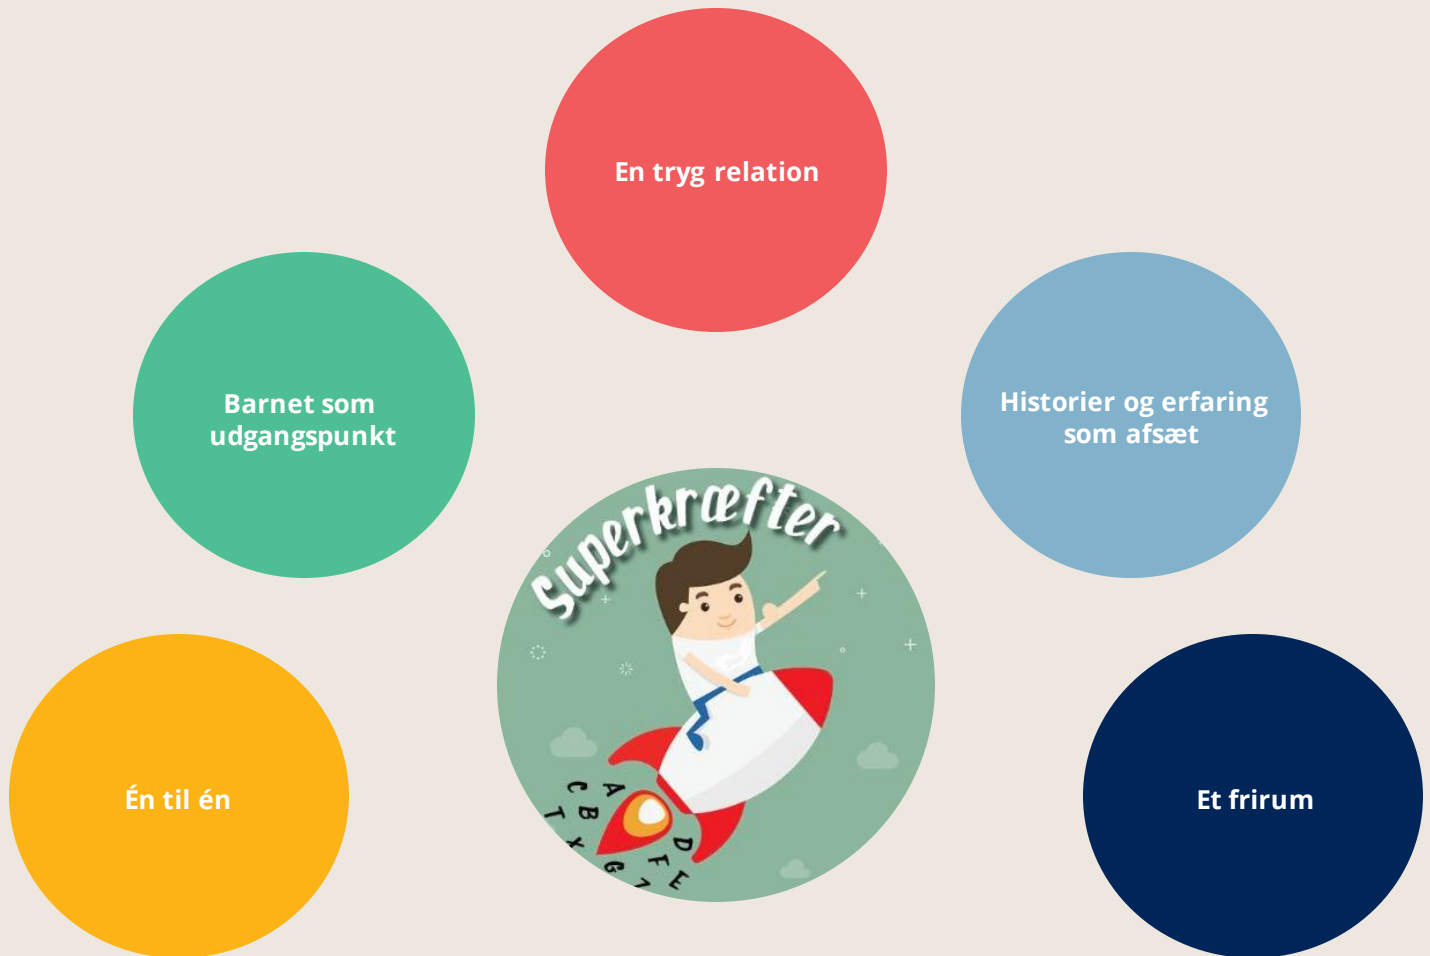 En tryg relation
Barnet som
udgangspunkt
Historier og erfaring
som afsæt
Superkræfter
Én til én
Et frirum
C A
T B
X D
G F E